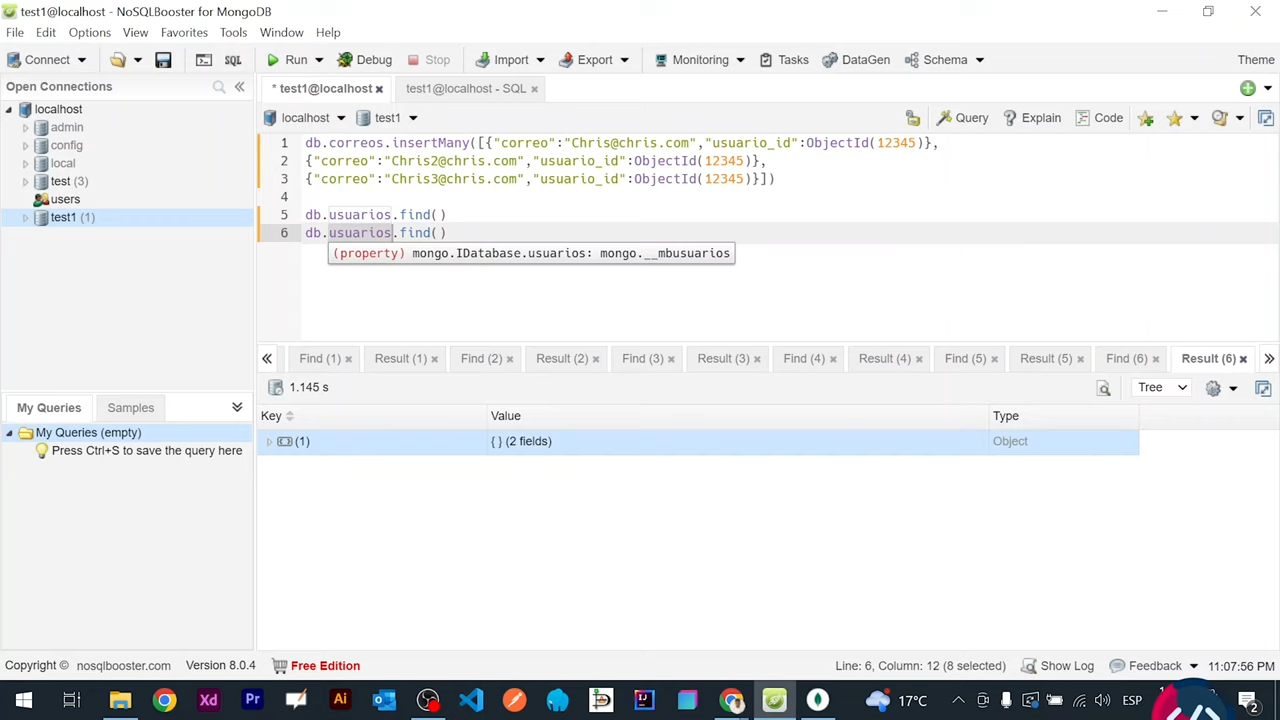 test1@localhost - NoSQLBooster for MongoDB
File Edit Options View Favorites Tools Window Help
Connect Run Debug Stop Import Export Monitoring Tasks DataGen Schema Theme
Open Connections
* test1@localhost test1@localhost - SQL
localhost test1 Query Explain Code
localhost
admin
config
local
test (3)
users
test1 (1)
1 db.correos.insertMany([{"correo":"Chris@chris.com","usuario_id":ObjectId(12345)},
2 {"correo":"Chris2@chris.com","usuario_id":ObjectId(12345)},
3 {"correo":"Chris3@chris.com","usuario_id":ObjectId(12345)}])
4
5 db.usuarios.find()
6 db.usuarios.find()
(property) mongo.IDatabase.usuarios: mongo.__mbusuarios
Find (1) Result (1) Find (2) Result (2) Find (3) Result (3) Find (4) Result (4) Find (5) Result (5) Find (6) Result (6)
1.145 s Tree
Key Value Type
(1) { } (2 fields) Object
My Queries Samples
My Queries (empty)
Press Ctrl+S to save the query here
Copyright © nosqlbooster.com Version 8.0.4 Free Edition Line: 6, Column: 12 (8 selected) Show Log Feedback 11:07:56 PM
SQL
Xd Pr Ai 17°C ESP 2